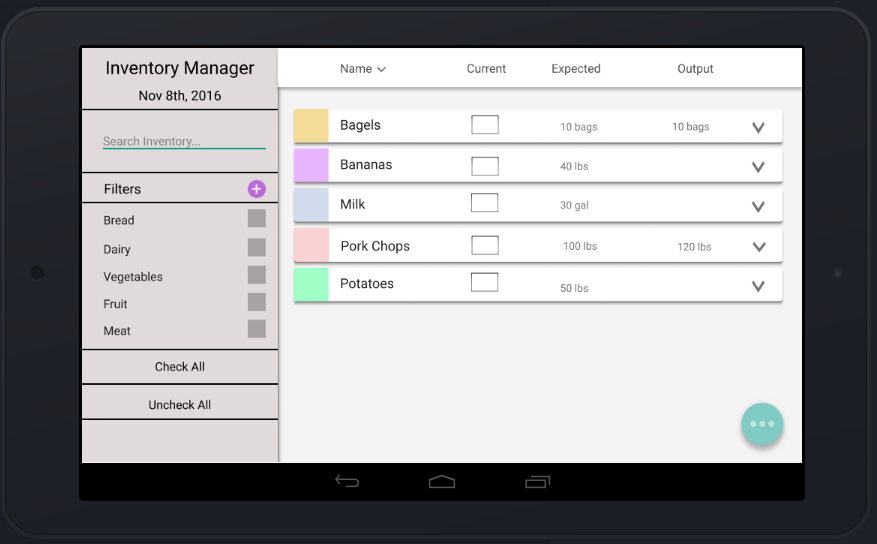 Inventory Manager
Nov 8th, 2016
Search Inventory...
Filters
Bread
Dairy
Vegetables
Fruit
Meat
Check All
Uncheck All
Name Current Expected Output
Bagels 10 bags 10 bags
Bananas 40 lbs
Milk 30 gal
Pork Chops 100 lbs 120 lbs
Potatoes 50 lbs